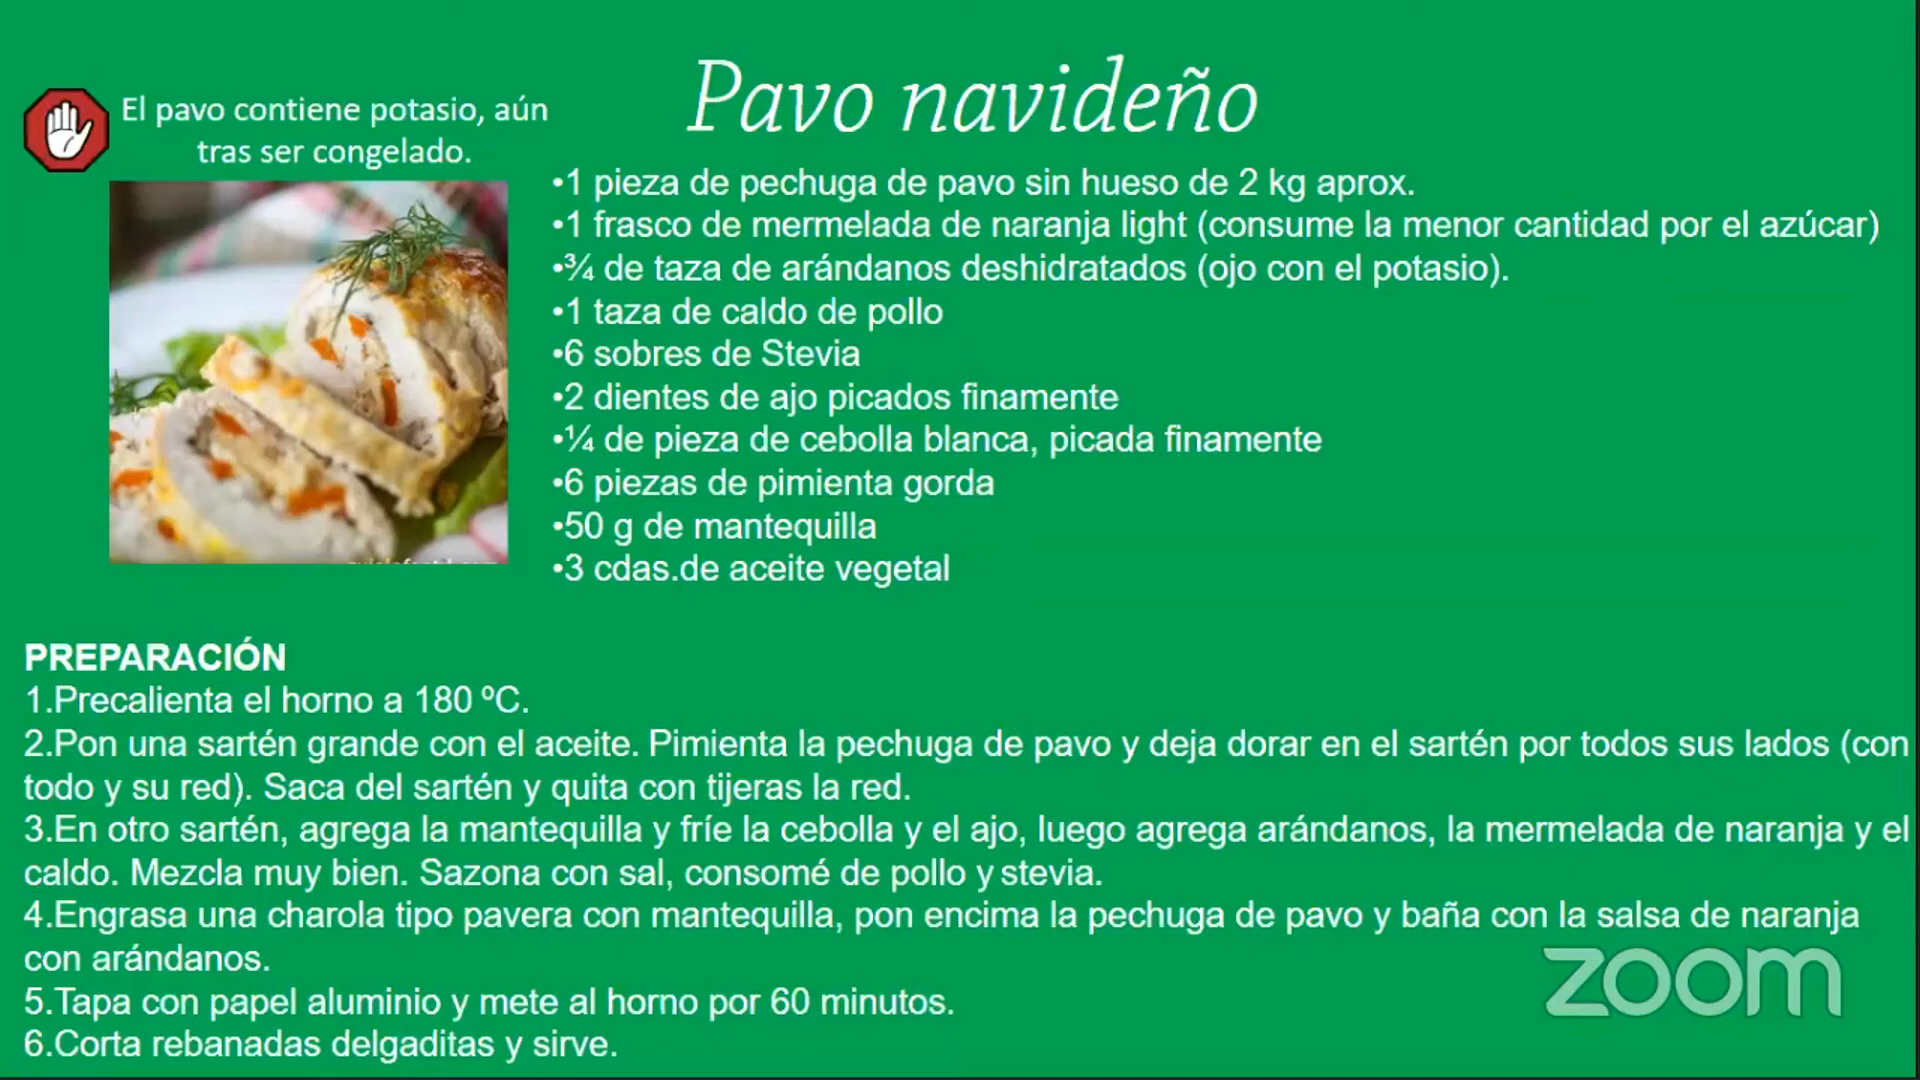 Pavo navideño
El pavo contiene potasio, aún
tras ser congelado.
•1 pieza de pechuga de pavo sin hueso de 2 kg aprox.
•1 frasco de mermelada de naranja light (consume la menor cantidad por el azúcar)
•¾ de taza de arándanos deshidratados (ojo con el potasio).
•1 taza de caldo de pollo
•6 sobres de Stevia
•2 dientes de ajo picados finamente
•¼ de pieza de cebolla blanca, picada finamente
•6 piezas de pimienta gorda
•50 g de mantequilla
•3 cdas.de aceite vegetal
PREPARACIÓN
1.Precalienta el horno a 180 ºC.
2.Pon una sartén grande con el aceite. Pimienta la pechuga de pavo y deja dorar en el sartén por todos sus lados (con
todo y su red). Saca del sartén y quita con tijeras la red.
3.En otro sartén, agrega la mantequilla y fríe la cebolla y el ajo, luego agrega arándanos, la mermelada de naranja y el
caldo. Mezcla muy bien. Sazona con sal, consomé de pollo y stevia.
4.Engrasa una charola tipo pavera con mantequilla, pon encima la pechuga de pavo y baña con la salsa de naranja
con arándanos.
5.Tapa con papel aluminio y mete al horno por 60 minutos.
6.Corta rebanadas delgaditas y sirve.
zoom